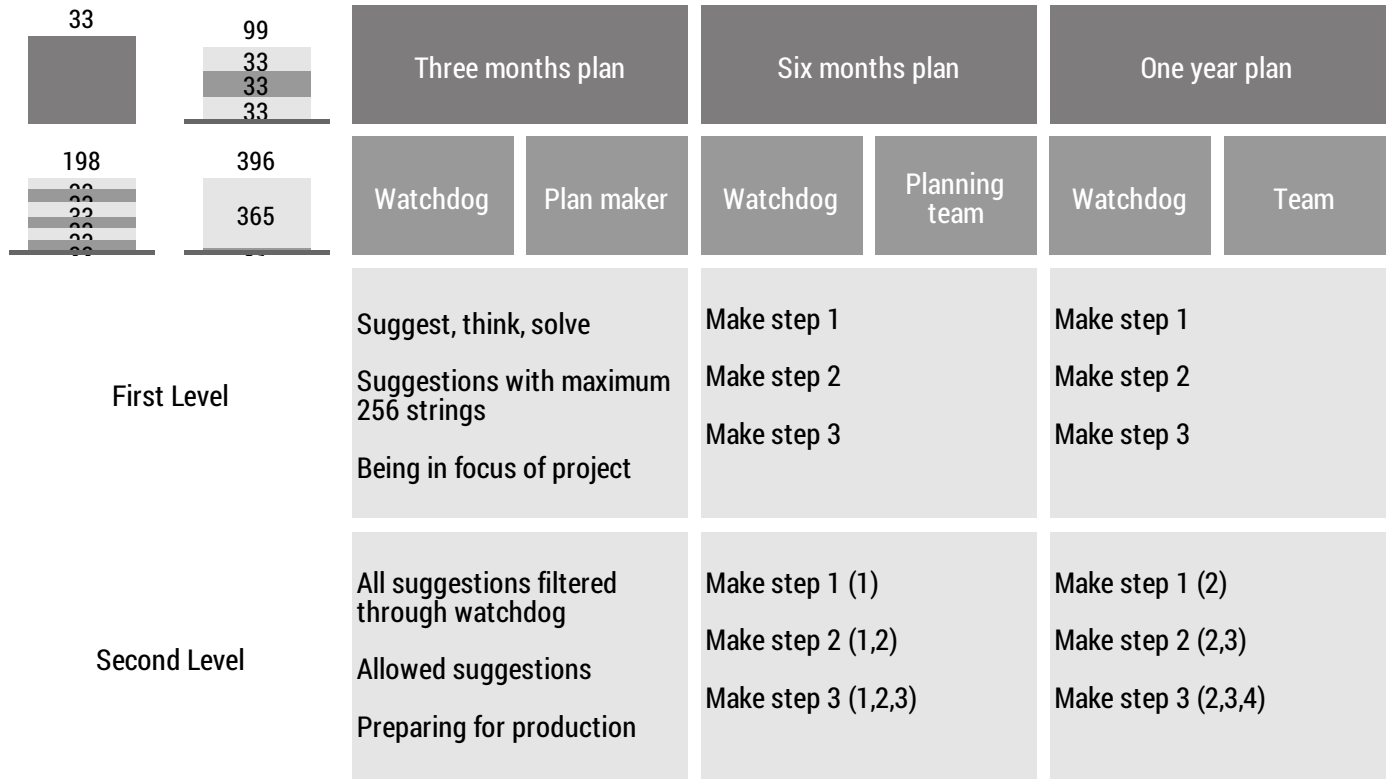 33
99
33
33
33
198
33
396
365
Three months plan
Six months plan
One year plan
Watchdog
Plan maker
Watchdog
Planning
team
Watchdog
Team
First Level
Suggest, think, solve
Suggestions with maximum
256 strings
Being in focus of project
Make step 1
Make step 2
Make step 3
Make step 1
Make step 2
Make step 3
Second Level
All suggestions filtered
through watchdog
Allowed suggestions
Preparing for production
Make step 1 (1)
Make step 2 (1,2)
Make step 3 (1,2,3)
Make step 1 (2)
Make step 2 (2,3)
Make step 3 (2,3,4)